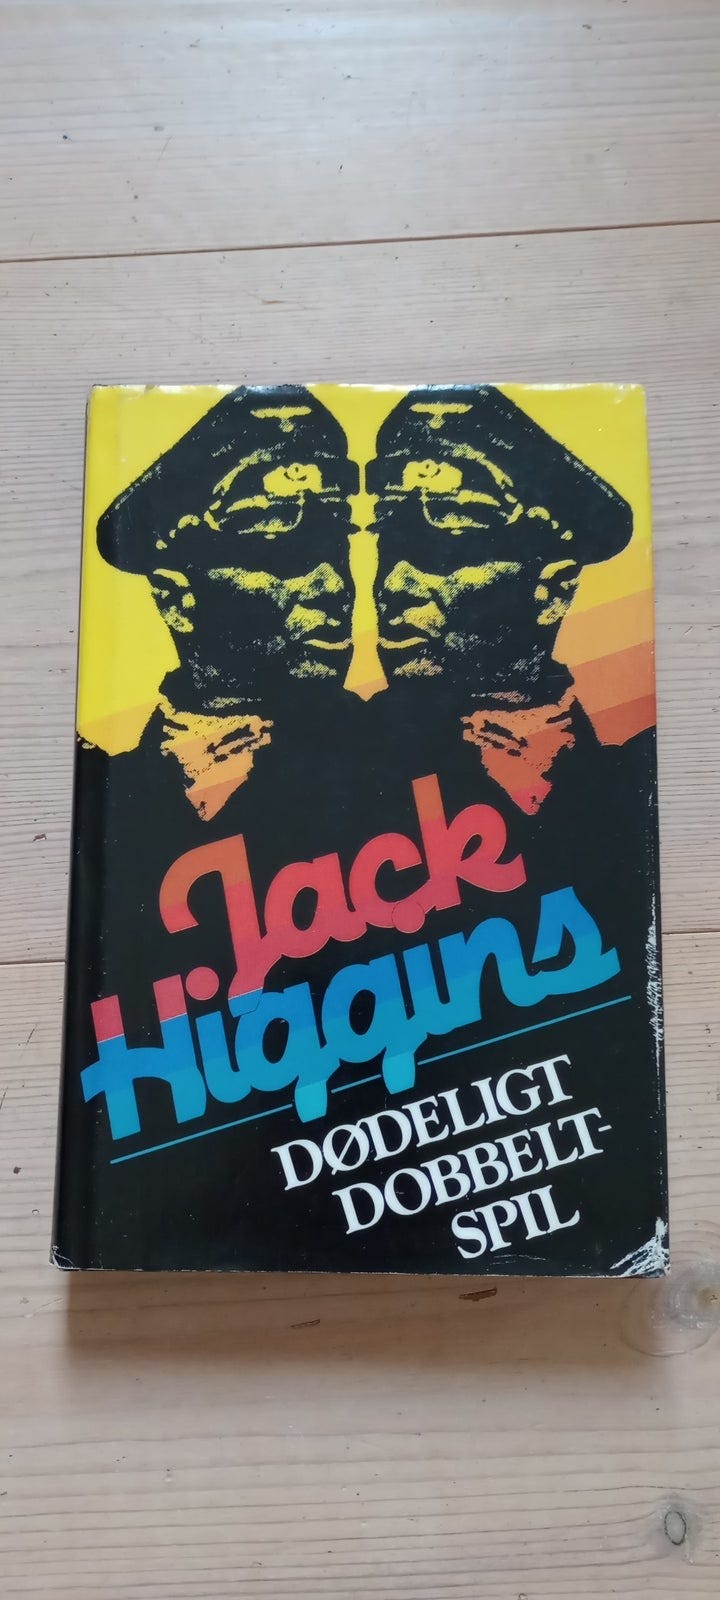 Jack
Higgins
DØDELIGT
DOBBELT-
SPIL